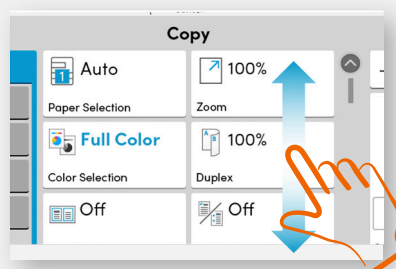 Copy
Auto
Paper Selection
100%
Zoom
Full Color
Color Selection
100%
Duplex
Off
Off